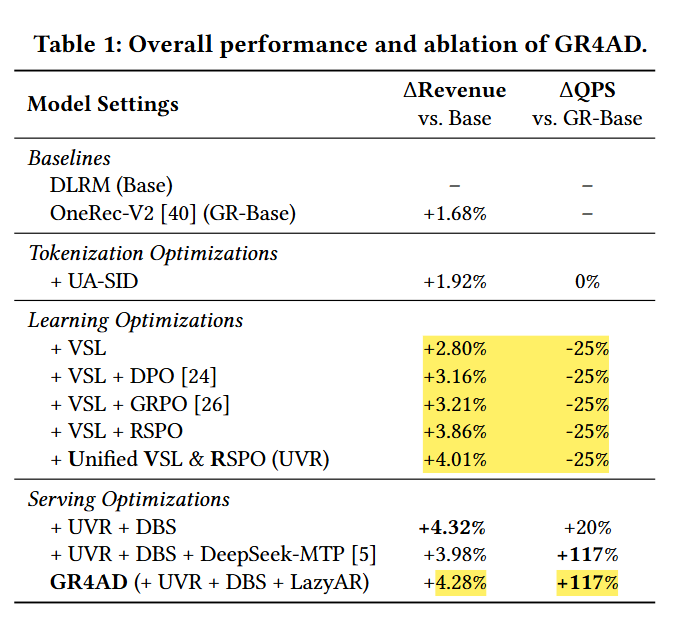 Table 1: Overall performance and ablation of GR4AD.
Model Settings ΔRevenue vs. Base ΔQPS vs. GR-Base
Baselines
DLRM (Base) – –
OneRec-V2 [40] (GR-Base) +1.68% –
Tokenization Optimizations
+ UA-SID +1.92% 0%
Learning Optimizations
+ VSL +2.80% -25%
+ VSL + DPO [24] +3.16% -25%
+ VSL + GRPO [26] +3.21% -25%
+ VSL + RSPO +3.86% -25%
+ Unified VSL & RSPO (UVR) +4.01% -25%
Serving Optimizations
+ UVR + DBS +4.32% +20%
+ UVR + DBS + DeepSeek-MTP [5] +3.98% +117%
GR4AD (+ UVR + DBS + LazyAR) +4.28% +117%